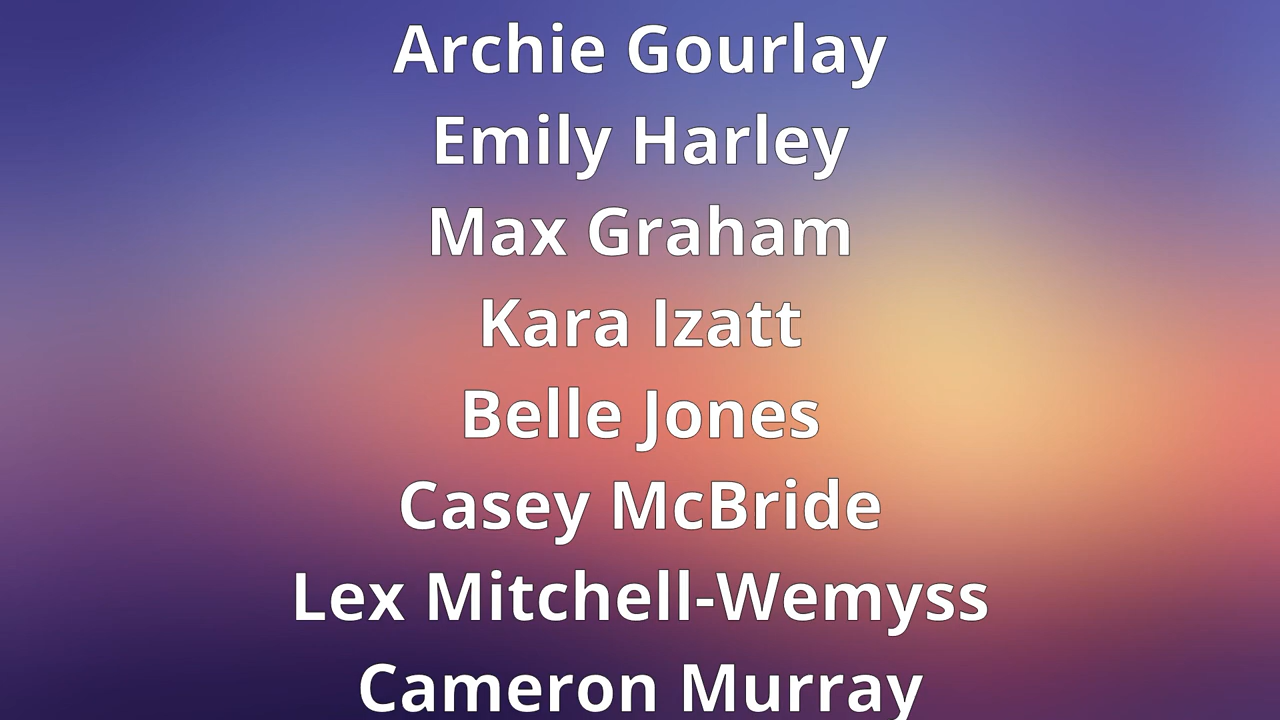 Archie Gourlay
Emily Harley
Max Graham
Kara Izatt
Belle Jones
Casey McBride
Lex Mitchell-Wemyss
Cameron Murray